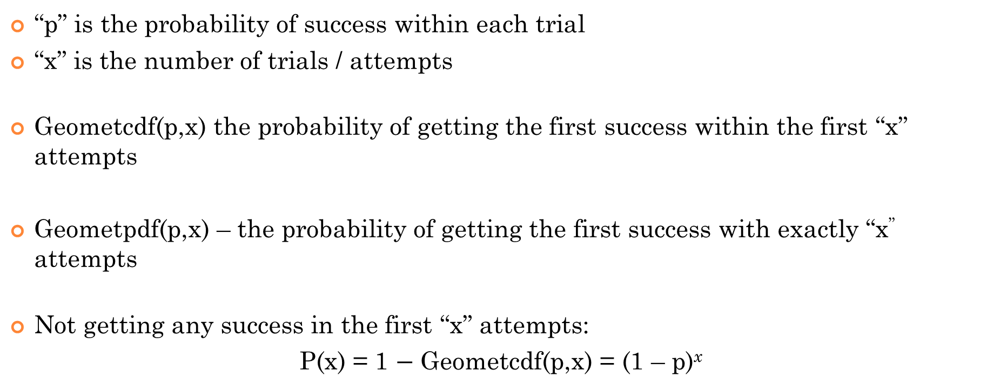 “p” is the probability of success within each trial
“x” is the number of trials / attempts
Geometcdf(p,x) the probability of getting the first success within the first “x”
attempts
Geometpdf(p,x) – the probability of getting the first success with exactly “x”
attempts
Not getting any success in the first “x” attempts:
P(x) = 1 − Geometcdf(p,x) = (1 – p)ˣ